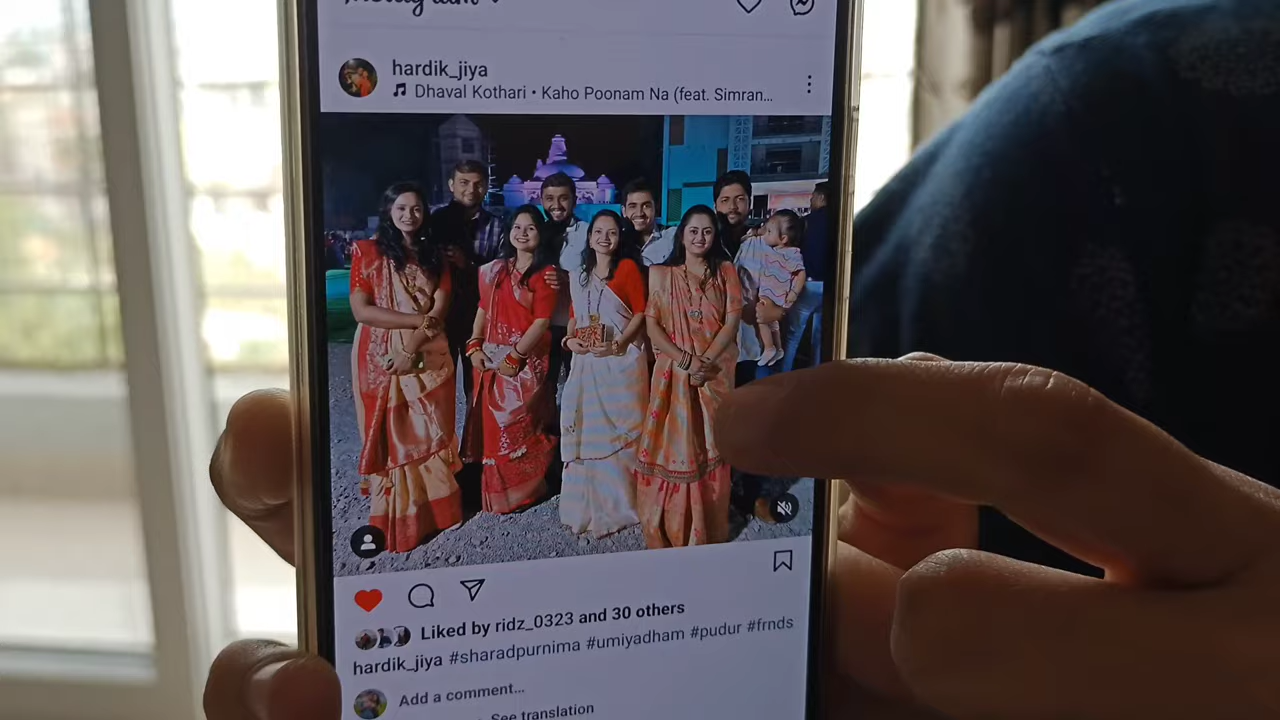 Instagram
hardik_jiya
Dhaval Kothari • Kaho Poonam Na (feat. Simran...
Liked by ridz_0323 and 30 others
hardik_jiya #sharadpurnima #umiyadham #pudur #frnds
Add a comment...
See translation